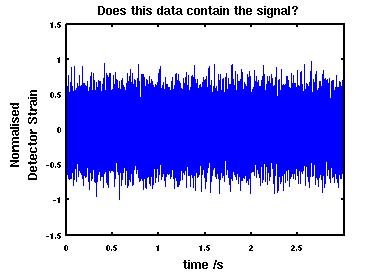 Does this data contain the signal?
1.5
1
0.5
0
-0.5
-1
-1.5
Normalised
Detector Strain
0 0.5 1 1.5 2 2.5
time /s